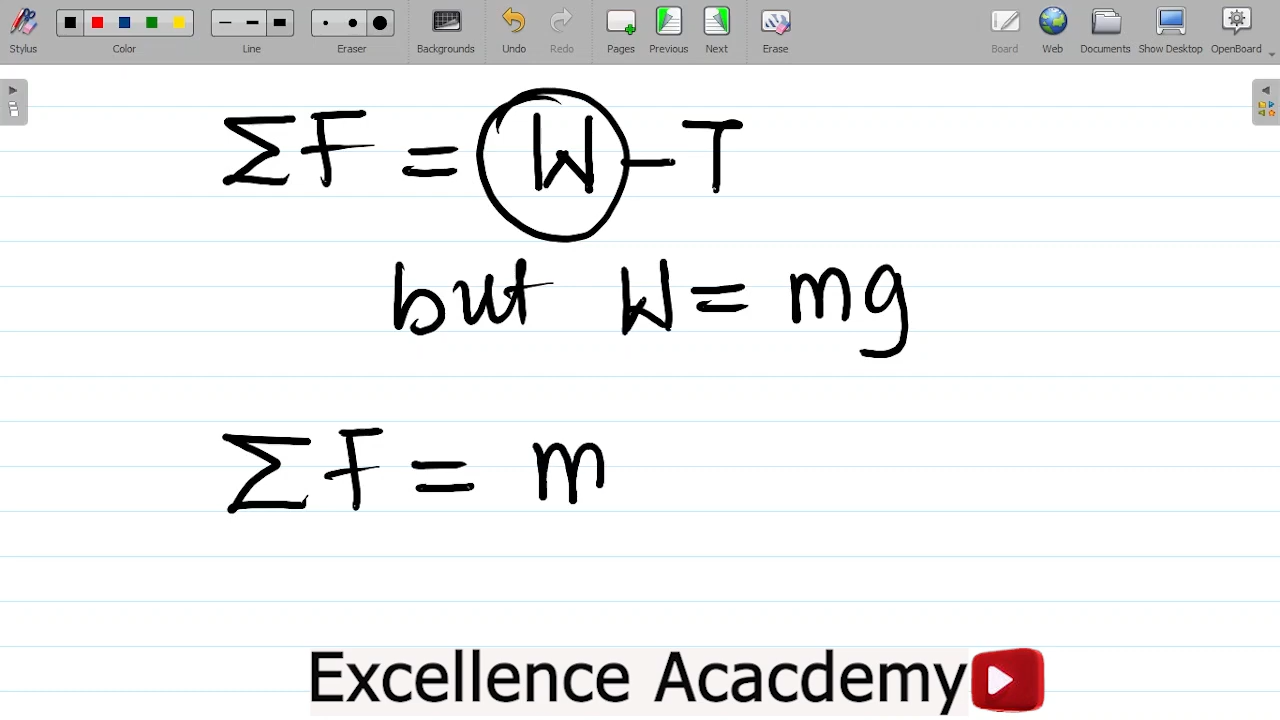 Stylus Color Line Eraser Backgrounds Undo Redo Pages Previous Next Erase Board Web Documents Show Desktop OpenBoard
ΣF = W - T
but W = mg
ΣF = m
Excellence Acacdemy